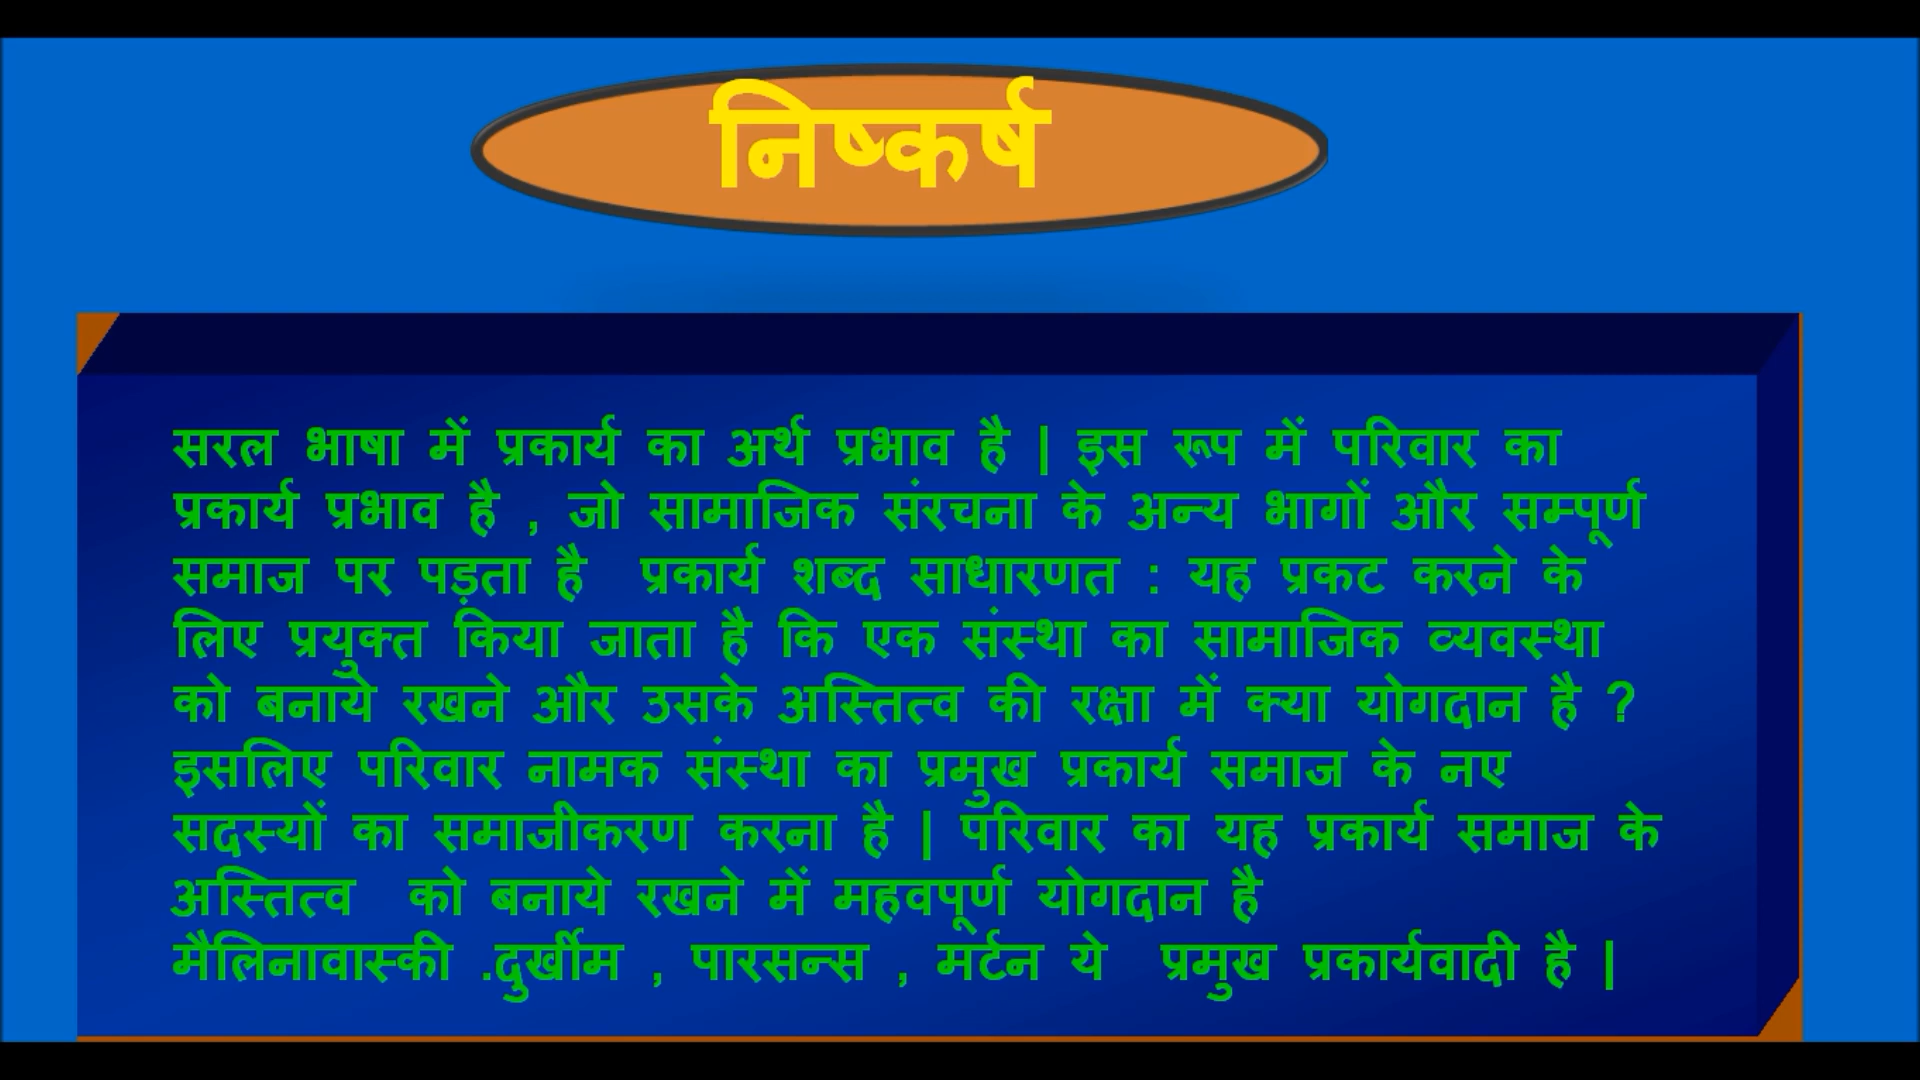 निष्कर्ष
सरल भाषा में प्रकार्य का अर्थ प्रभाव है | इस रूप में परिवार का
प्रकार्य प्रभाव है , जो सामाजिक संरचना के अन्य भागों और सम्पूर्ण
समाज पर पड़ता है प्रकार्य शब्द साधारणत : यह प्रकट करने के
लिए प्रयुक्त किया जाता है कि एक संस्था का सामाजिक व्यवस्था
को बनाये रखने और उसके अस्तित्व की रक्षा में क्या योगदान है ?
इसलिए परिवार नामक संस्था का प्रमुख प्रकार्य समाज के नए
सदस्यों का समाजीकरण करना है | परिवार का यह प्रकार्य समाज के
अस्तित्व को बनाये रखने में महवपूर्ण योगदान है
मैलिनावास्की .दुर्खीम , पारसन्स , मर्टन ये प्रमुख प्रकार्यवादी है |